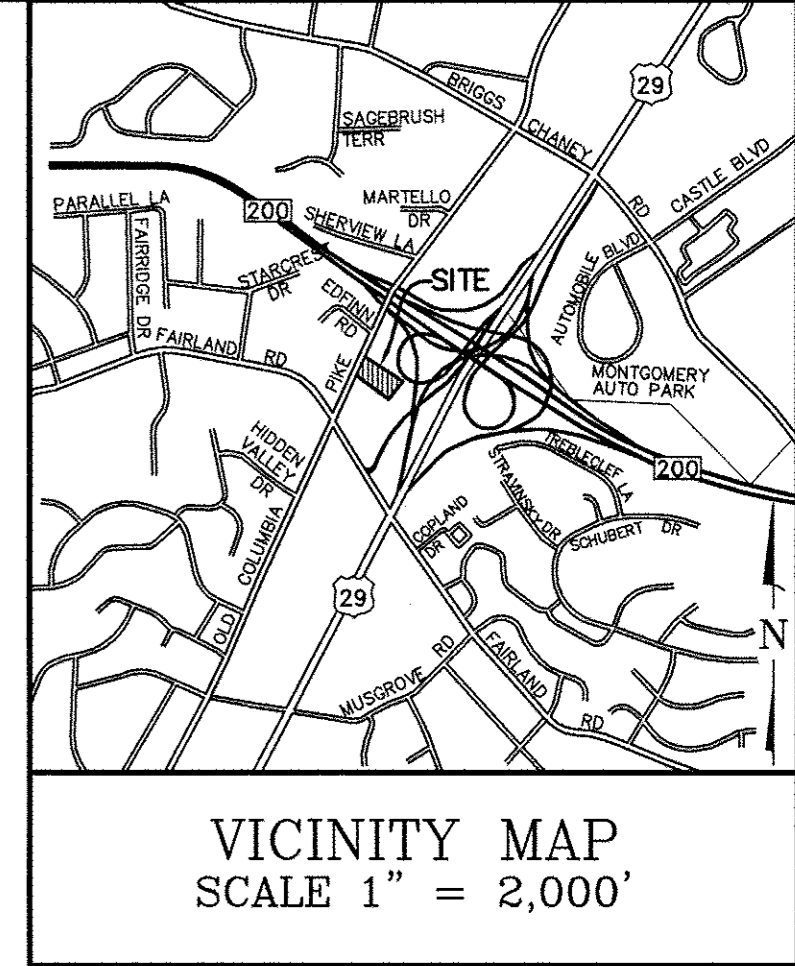 29
BRIGGS
CHANEY
RD
SAGEBRUSH
TERR
CASTLE BLVD
PARALLEL LA
200
MARTELLO
DR
SHERVIEW LA
FAIRRIDGE DR
STARCREST
DR
SITE
EDFINN
RD
AUTOMOBILE BLVD
FAIRLAND
RD
PIKE
MONTGOMERY
AUTO PARK
HIDDEN
VALLEY
DR
TREBLECLEF LA
STRAVINSKY DR
200
COPLAND
DR
SCHUBERT DR
COLUMBIA
OLD
29
N
MUSGROVE
RD
FAIRLAND
RD
VICINITY MAP
SCALE 1" = 2,000'